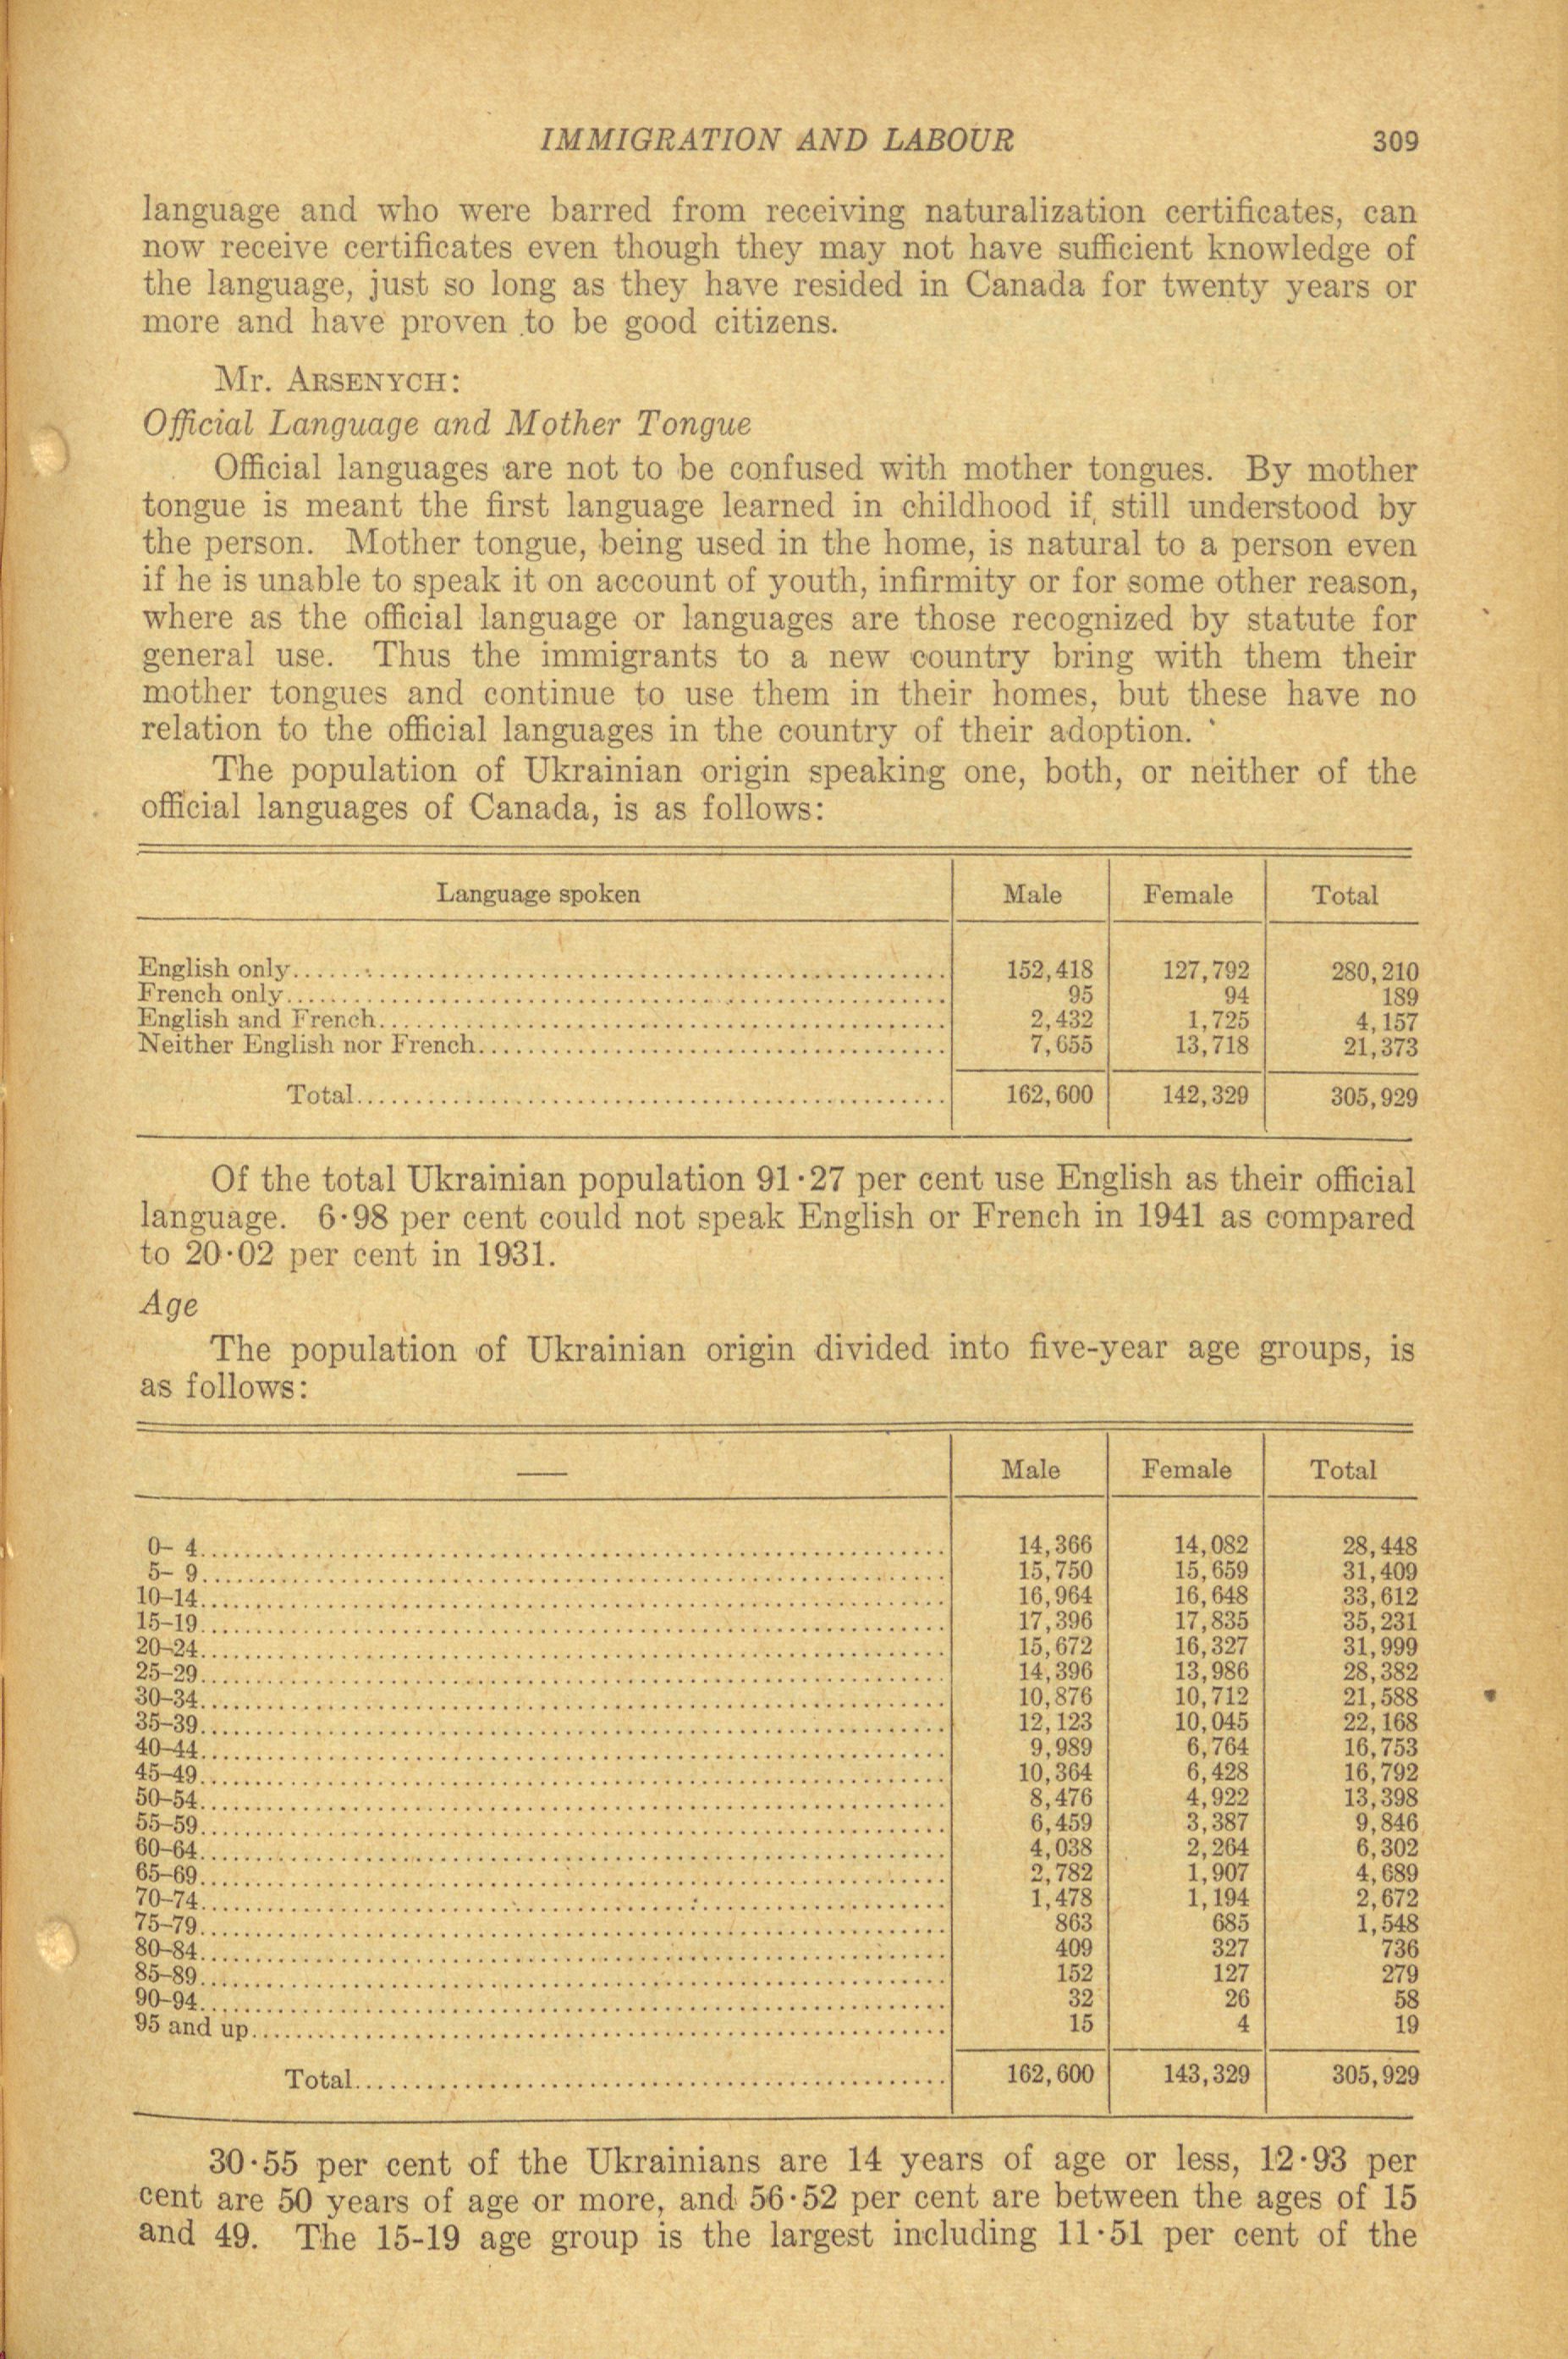 IMMIGRATION AND LABOUR 309
language and who were barred from receiving naturalization certificates, can
now receive certificates even though they may not have sufficient knowledge of
the language, just so long as they have resided in Canada for twenty years or
more and have proven to be good citizens.
Mr. ARSENYCH:
Official Language and Mother Tongue
Official languages are not to be confused with mother tongues. By mother
tongue is meant the first language learned in childhood if, still understood by
the person. Mother tongue, being used in the home, is natural to a person even
if he is unable to speak it on account of youth, infirmity or for some other reason,
where as the official language or languages are those recognized by statute for
general use. Thus the immigrants to a new country bring with them their
mother tongues and continue to use them in their homes, but these have no
relation to the official languages in the country of their adoption.
The population of Ukrainian origin speaking one, both, or neither of the
official languages of Canada, is as follows:
Language spoken Male Female Total
English only 152,418 127,792 280,210
French only 95 94 189
English and French 2,432 1,725 4,157
Neither English nor French 7,655 13,718 21,373
Total 162,600 142,329 305,929
Of the total Ukrainian population 91·27 per cent use English as their official
language. 6·98 per cent could not speak English or French in 1941 as compared
to 20·02 per cent in 1931.
Age
The population of Ukrainian origin divided into five-year age groups, is
as follows:
— Male Female Total
0- 4 14,366 14,082 28,448
5- 9 15,750 15,659 31,409
10-14 16,964 16,648 33,612
15-19 17,396 17,835 35,231
20-24 15,672 16,327 31,999
25-29 14,396 13,986 28,382
30-34 10,876 10,712 21,588
35-39 12,123 10,045 22,168
40-44 9,989 6,764 16,753
45-49 10,364 6,428 16,792
50-54 8,476 4,922 13,398
55-59 6,459 3,387 9,846
60-64 4,038 2,264 6,302
65-69 2,782 1,907 4,689
70-74 1,478 1,194 2,672
75-79 863 685 1,548
80-84 409 327 736
85-89 152 127 279
90-94 32 26 58
95 and up 15 4 19
Total 162,600 143,329 305,929
30·55 per cent of the Ukrainians are 14 years of age or less, 12·93 per
cent are 50 years of age or more, and 56·52 per cent are between the ages of 15
and 49. The 15-19 age group is the largest including 11·51 per cent of the